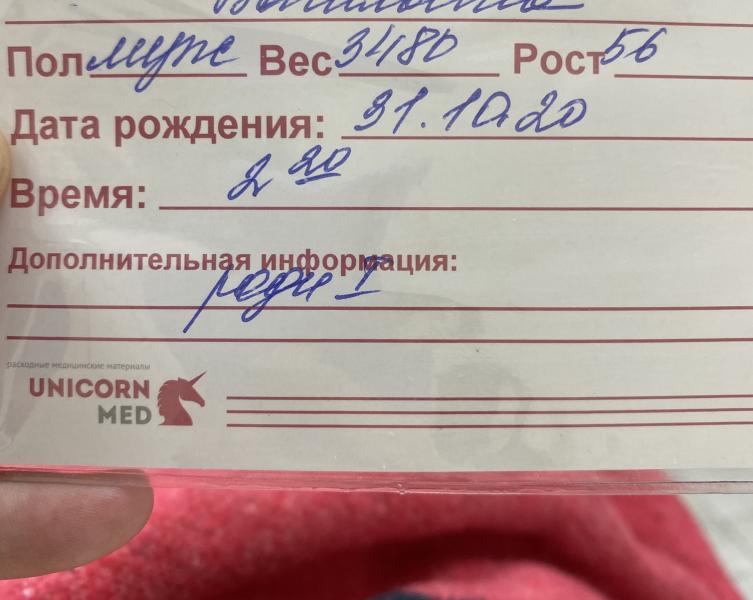 Пол муж Вес 3480 Рост 56
Дата рождения: 31.10.20
Время: 2 20
Дополнительная информация:
роды I
расходные медицинские материалы
UNICORN
MED